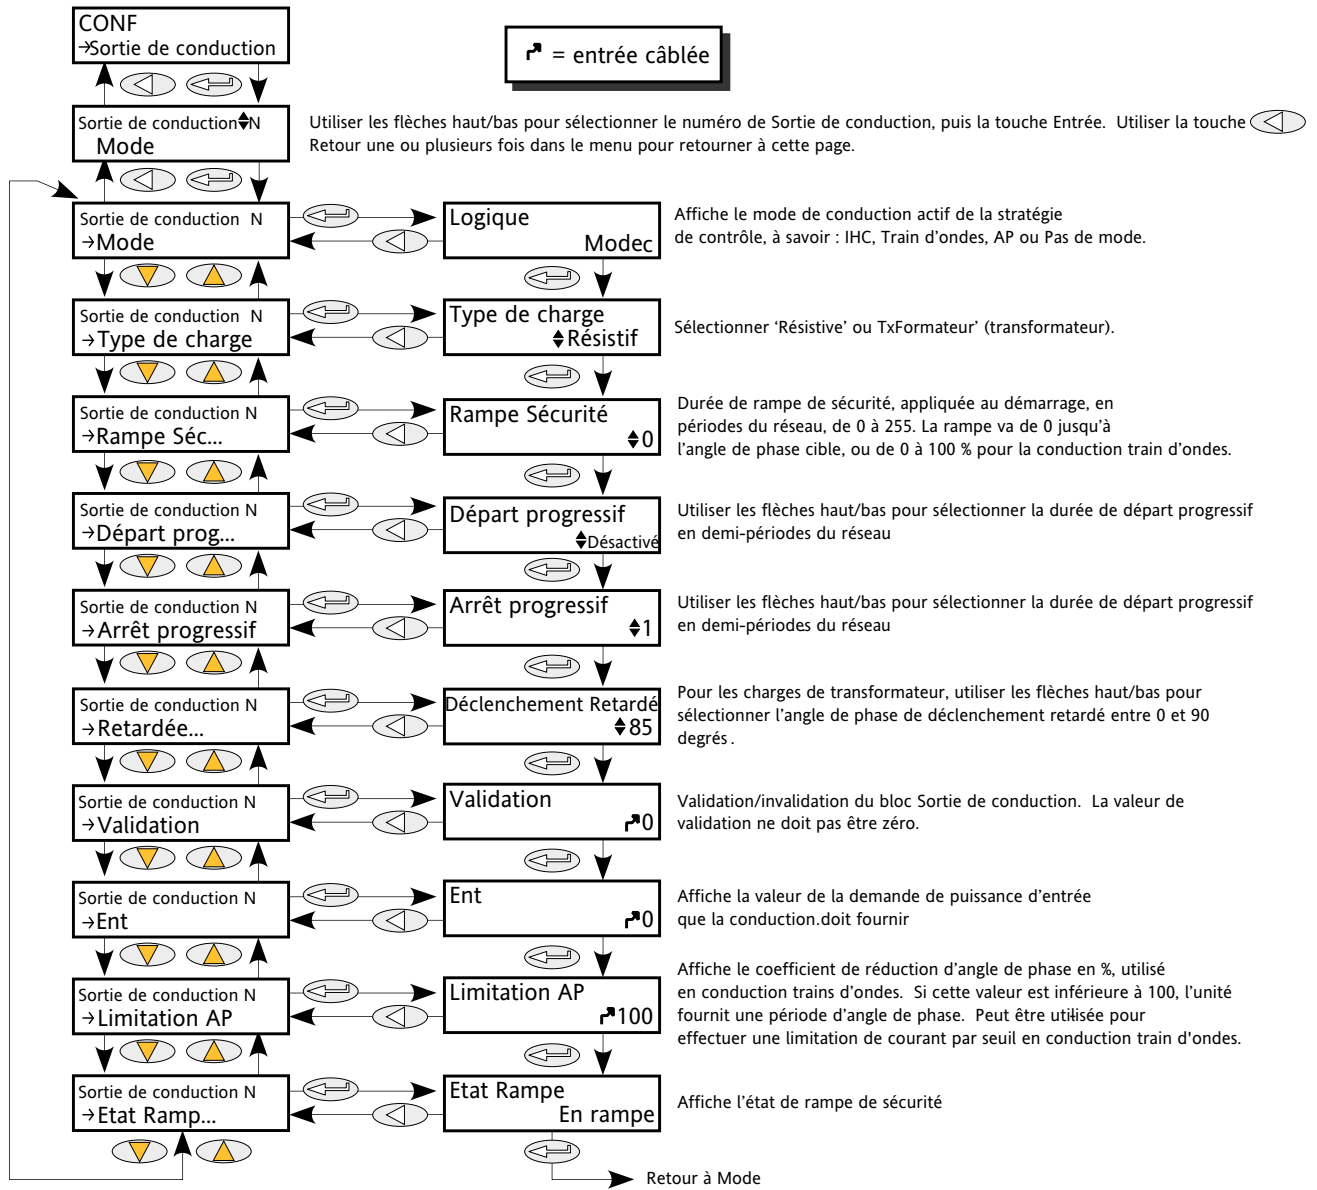 CONF
→Sortie de conduction
= entrée câblée
Sortie de conduction N
Mode
Utiliser les flèches haut/bas pour sélectionner le numéro de Sortie de conduction, puis la touche Entrée. Utiliser la touche
Retour une ou plusieurs fois dans le menu pour retourner à cette page.
Sortie de conduction N
→Mode
Logique
Modec
Affiche le mode de conduction actif de la stratégie
de contrôle, à savoir : IHC, Train d'ondes, AP ou Pas de mode.
Sortie de conduction N
→Type de charge
Type de charge
Résistif
Sélectionner ‘Résistive’ ou TxFormateur’ (transformateur).
Sortie de conduction N
→Rampe Séc...
Rampe Sécurité
0
Durée de rampe de sécurité, appliquée au démarrage, en
périodes du réseau, de 0 à 255. La rampe va de 0 jusqu'à
l'angle de phase cible, ou de 0 à 100 % pour la conduction train d'ondes.
Sortie de conduction N
→Départ prog...
Départ progressif
Désactivé
Utiliser les flèches haut/bas pour sélectionner la durée de départ progressif
en demi-périodes du réseau
Sortie de conduction N
→Arrêt progressif
Arrêt progressif
1
Utiliser les flèches haut/bas pour sélectionner la durée de départ progressif
en demi-périodes du réseau
Sortie de conduction N
→Retardée...
Déclenchement Retardé
85
Pour les charges de transformateur, utiliser les flèches haut/bas pour
sélectionner l'angle de phase de déclenchement retardé entre 0 et 90
degrés .
Sortie de conduction N
→Validation
Validation
0
Validation/invalidation du bloc Sortie de conduction. La valeur de
validation ne doit pas être zéro.
Sortie de conduction N
→Ent
Ent
0
Affiche la valeur de la demande de puissance d'entrée
que la conduction.doit fournir
Sortie de conduction N
→Limitation AP
Limitation AP
100
Affiche le coefficient de réduction d'angle de phase en %, utilisé
en conduction trains d'ondes. Si cette valeur est inférieure à 100, l'unité
fournit une période d'angle de phase. Peut être utilisée pour
effectuer une limitation de courant par seuil en conduction train d'ondes.
Sortie de conduction N
→Etat Ramp...
Etat Rampe
En rampe
Affiche l'état de rampe de sécurité
Retour à Mode